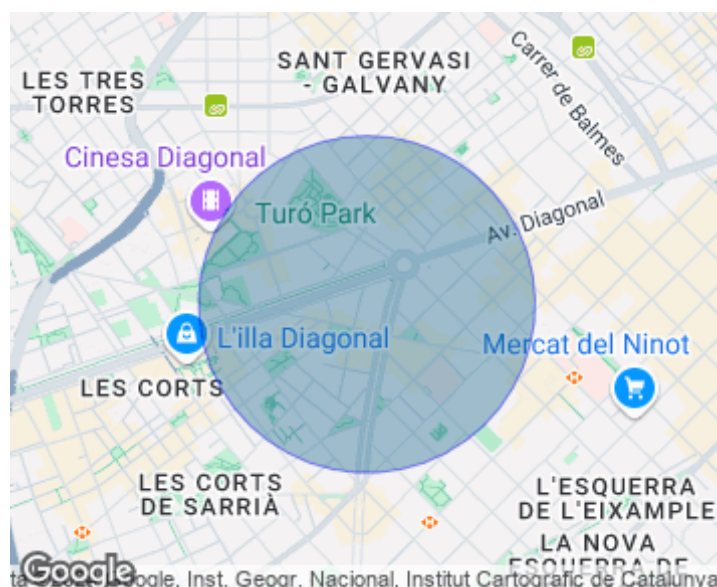 SANT GERVASI
- GALVANY
LES TRES
TORRES
Carrer de Balmes
Cinesa Diagonal
Turó Park
Av. Diagonal
L'illa Diagonal
Mercat del Ninot
LES CORTS
LES CORTS
DE SARRIÀ
L'ESQUERRA
DE L'EIXAMPLE
LA NOVA
ESQUERRA DE
Google
Inst. Geogr. Nacional, Institut Cartogràfic de Catalunya